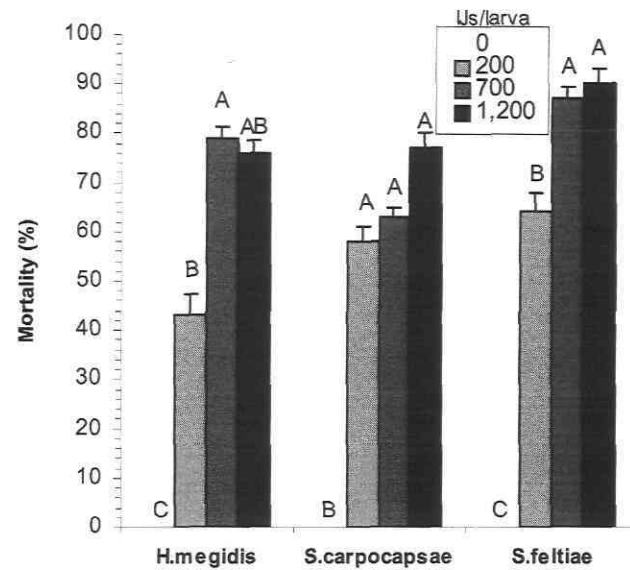 IJs/larva
0
200
700
1,200
Mortality (%)
100
90
80
70
60
50
40
30
20
10
0
C B A AB
B A A A
C B A A
H.megidis S.carpocapsae S.feltiae